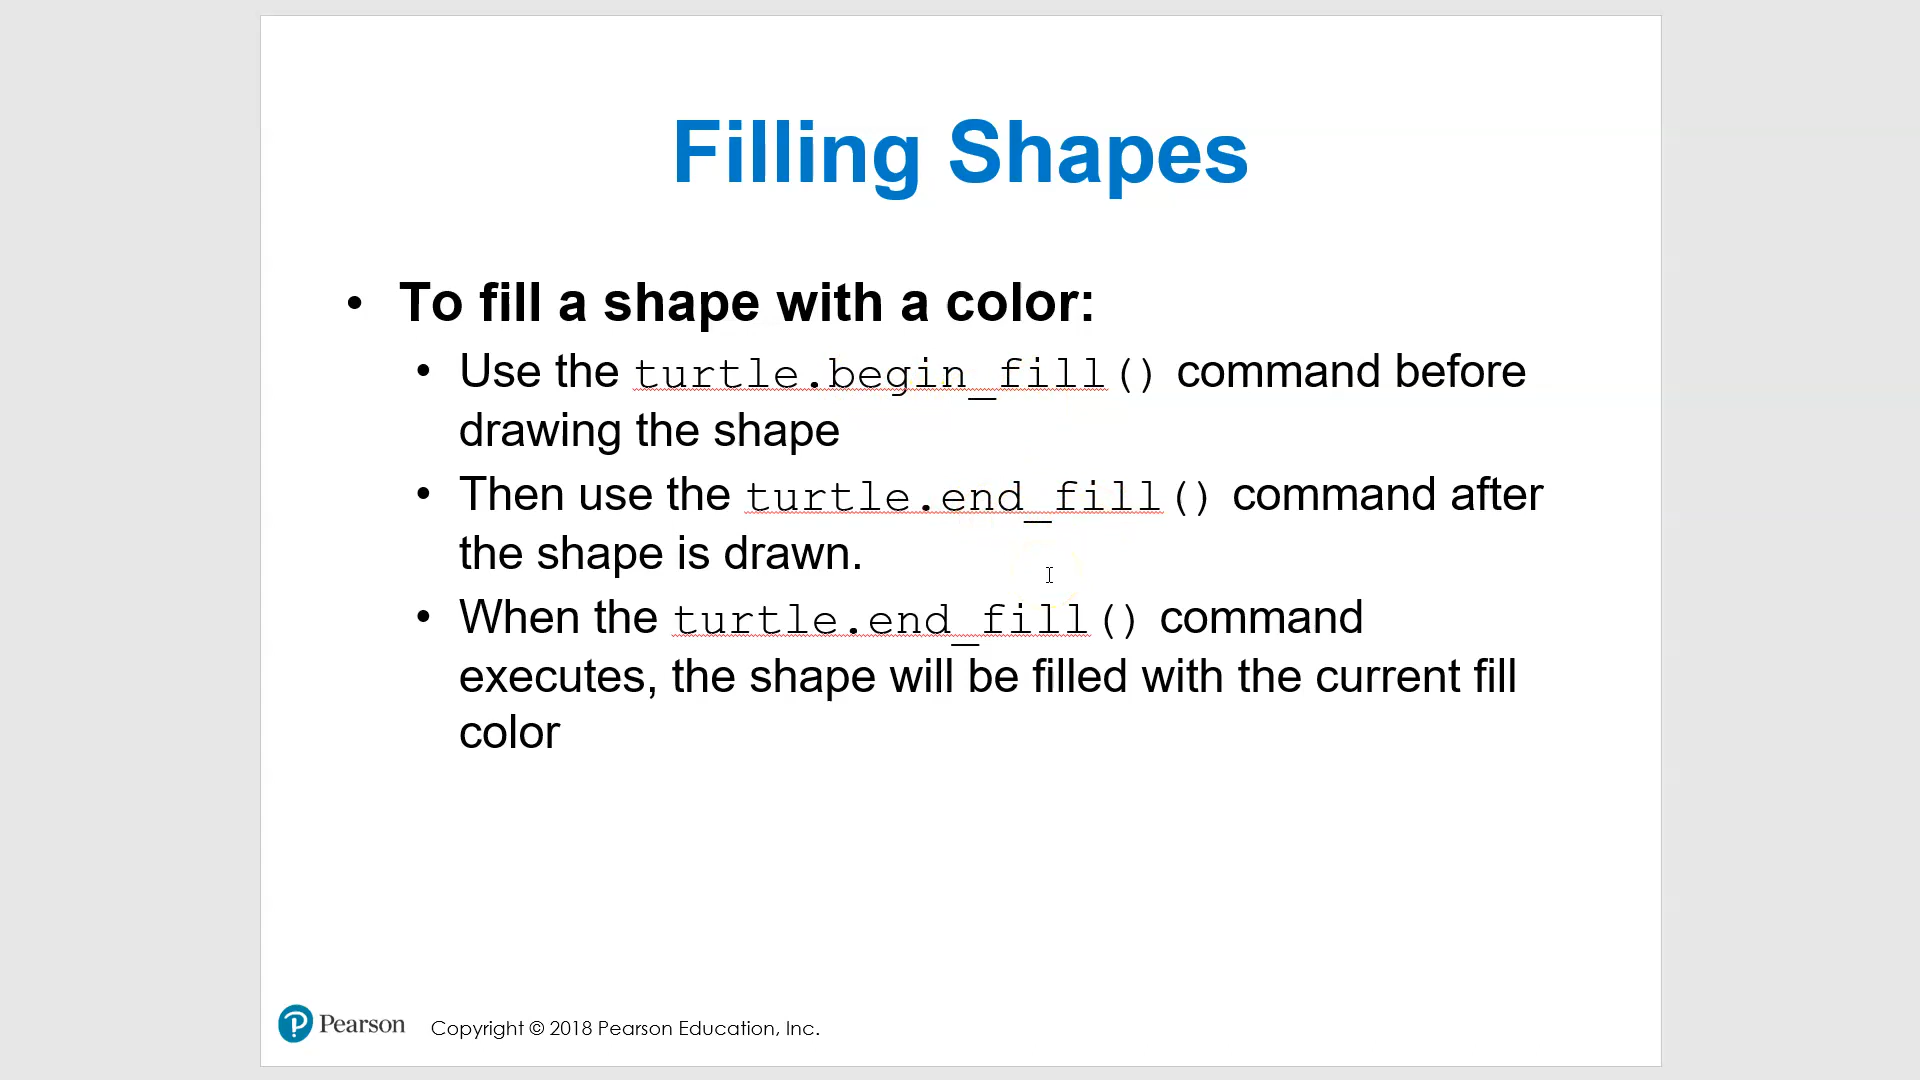 Filling Shapes
• To fill a shape with a color:
• Use the turtle.begin_fill() command before
drawing the shape
• Then use the turtle.end_fill() command after
the shape is drawn.
• When the turtle.end_fill() command
executes, the shape will be filled with the current fill
color
Pearson Copyright © 2018 Pearson Education, Inc.